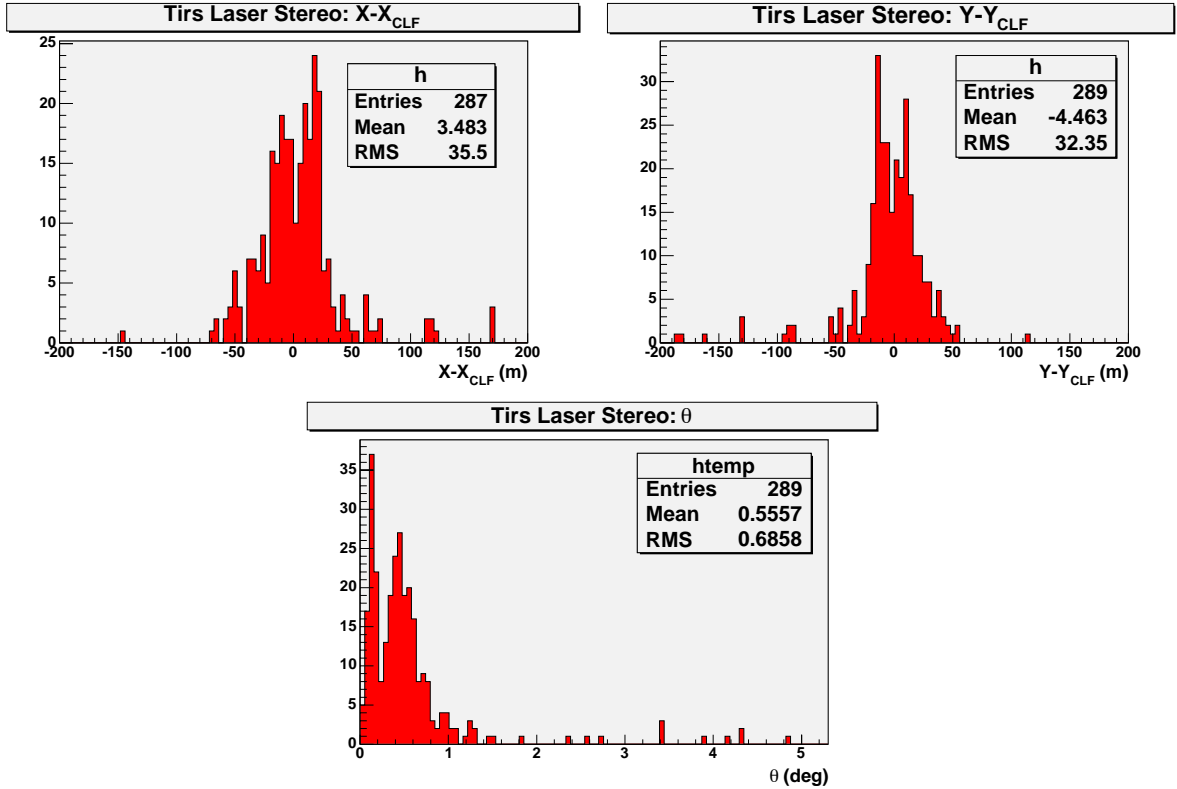 Tirs Laser Stereo: X-X_CLF
25
20
15
10
5
0
-200 -150 -100 -50 0 50 100 150 200
X-X_CLF (m)
h
Entries 287
Mean 3.483
RMS 35.5
Tirs Laser Stereo: Y-Y_CLF
30
25
20
15
10
5
0
-200 -150 -100 -50 0 50 100 150 200
Y-Y_CLF (m)
h
Entries 289
Mean -4.463
RMS 32.35
Tirs Laser Stereo: θ
35
30
25
20
15
10
5
0
0 1 2 3 4 5
θ (deg)
htemp
Entries 289
Mean 0.5557
RMS 0.6858